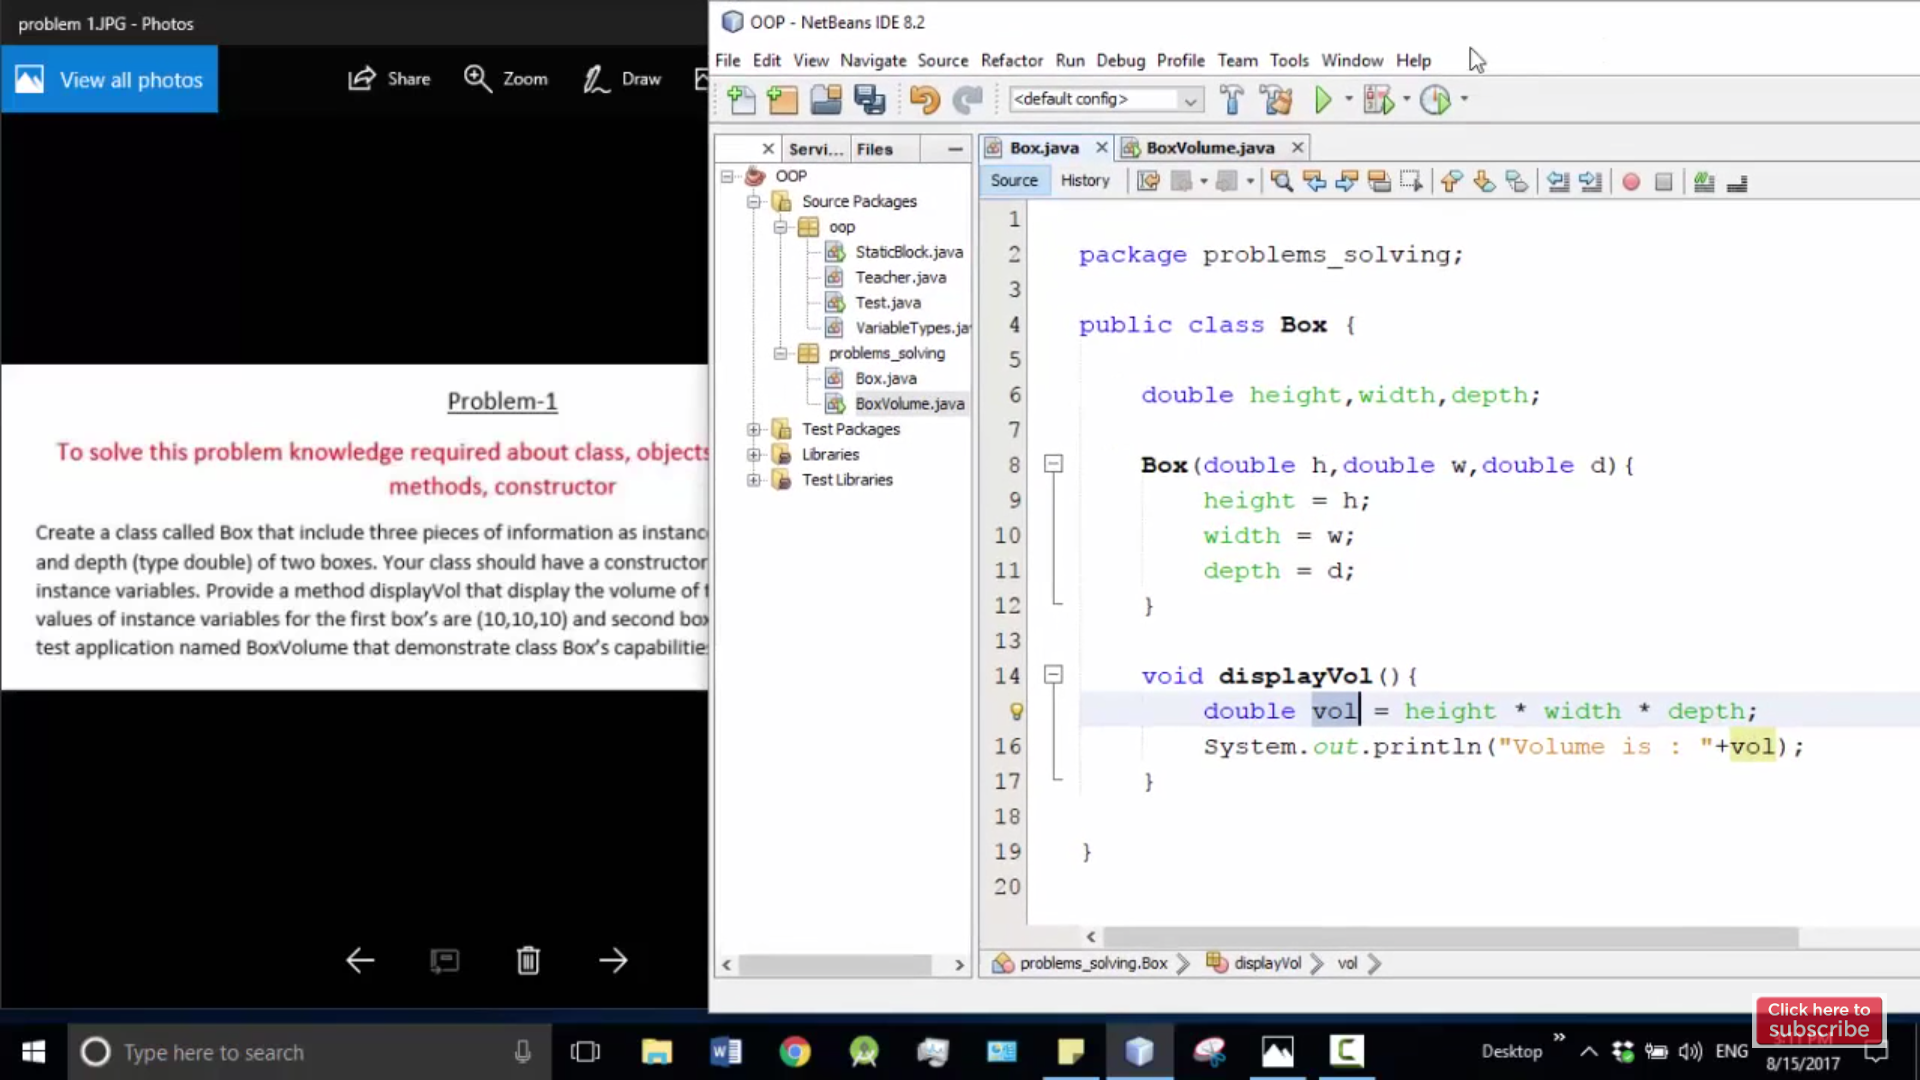 problem 1.JPG - Photos
View all photos
Share
Zoom
Draw
Problem-1
To solve this problem knowledge required about class, objects
methods, constructor
Create a class called Box that include three pieces of information as instanc
and depth (type double) of two boxes. Your class should have a constructor
instance variables. Provide a method displayVol that display the volume of t
values of instance variables for the first box's are (10,10,10) and second box
test application named BoxVolume that demonstrate class Box's capabilities
OOP - NetBeans IDE 8.2
File Edit View Navigate Source Refactor Run Debug Profile Team Tools Window Help
<default config>
Servi... Files
OOP
Source Packages
oop
StaticBlock.java
Teacher.java
Test.java
VariableTypes.ja
problems_solving
Box.java
BoxVolume.java
Test Packages
Libraries
Test Libraries
Box.java BoxVolume.java
Source History
1
2 package problems_solving;
3
4 public class Box {
5
6 double height,width,depth;
7
8 Box(double h,double w,double d){
9 height = h;
10 width = w;
11 depth = d;
12 }
13
14 void displayVol(){
double vol = height * width * depth;
16 System.out.println("Volume is : "+vol);
17 }
18
19 }
20
problems_solving.Box displayVol vol
Click here to
subscribe
Type here to search
Desktop
ENG
8/15/2017